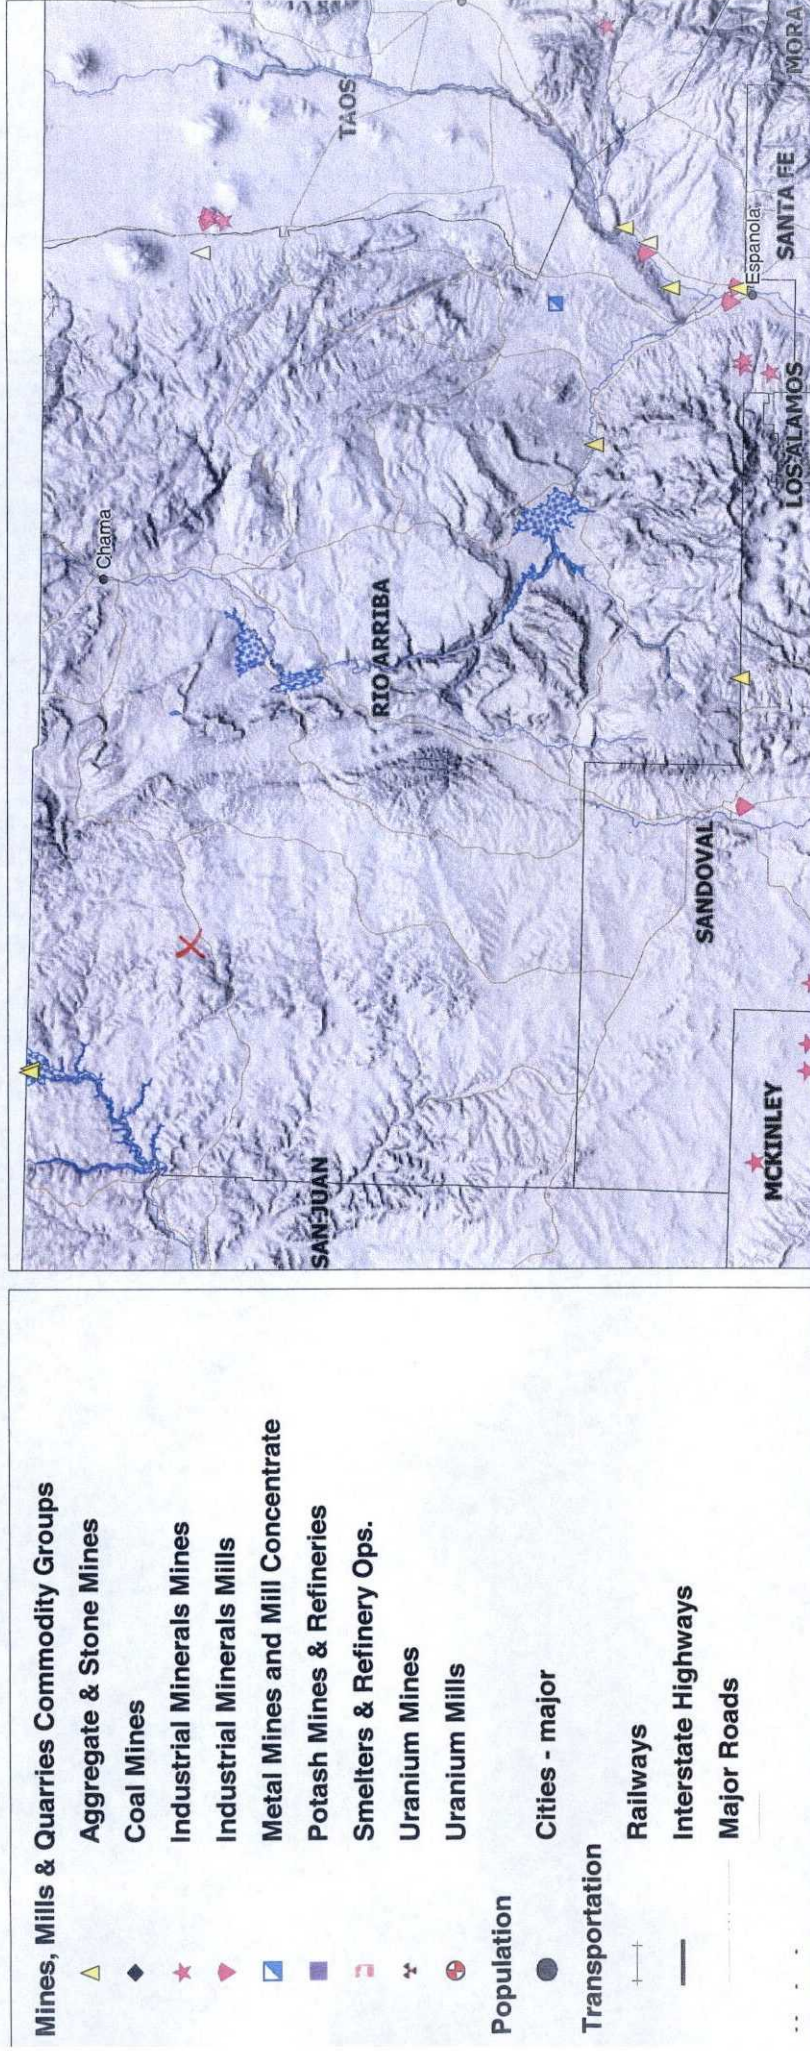 Mines, Mills & Quarries Commodity Groups
Aggregate & Stone Mines
Coal Mines
Industrial Minerals Mines
Industrial Minerals Mills
Metal Mines and Mill Concentrate
Potash Mines & Refineries
Smelters & Refinery Ops.
Uranium Mines
Uranium Mills
Population
Cities - major
Transportation
Railways
Interstate Highways
Major Roads
Chama
TAOS
RIO ARRIBA
SAN JUAN
Espanola
MORA
SANTA FE
LOS ALAMOS
SANDOVAL
MCKINLEY
X